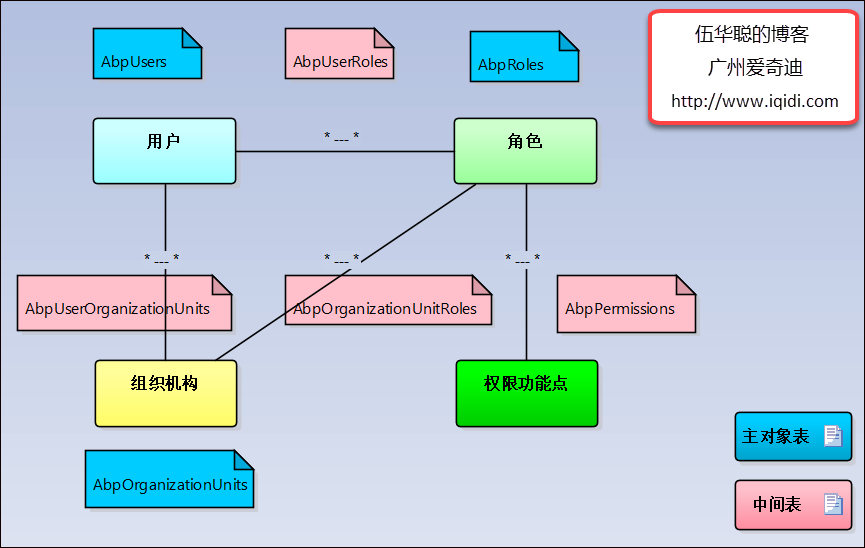 伍华聪的博客
广州爱奇迪
http://www.iqidi.com
AbpUsers
AbpUserRoles
AbpRoles
用户
* --- *
角色
* --- *
* --- *
* --- *
AbpUserOrganizationUnits
AbpOrganizationUnitRoles
AbpPermissions
组织机构
权限功能点
主对象表
AbpOrganizationUnits
中间表